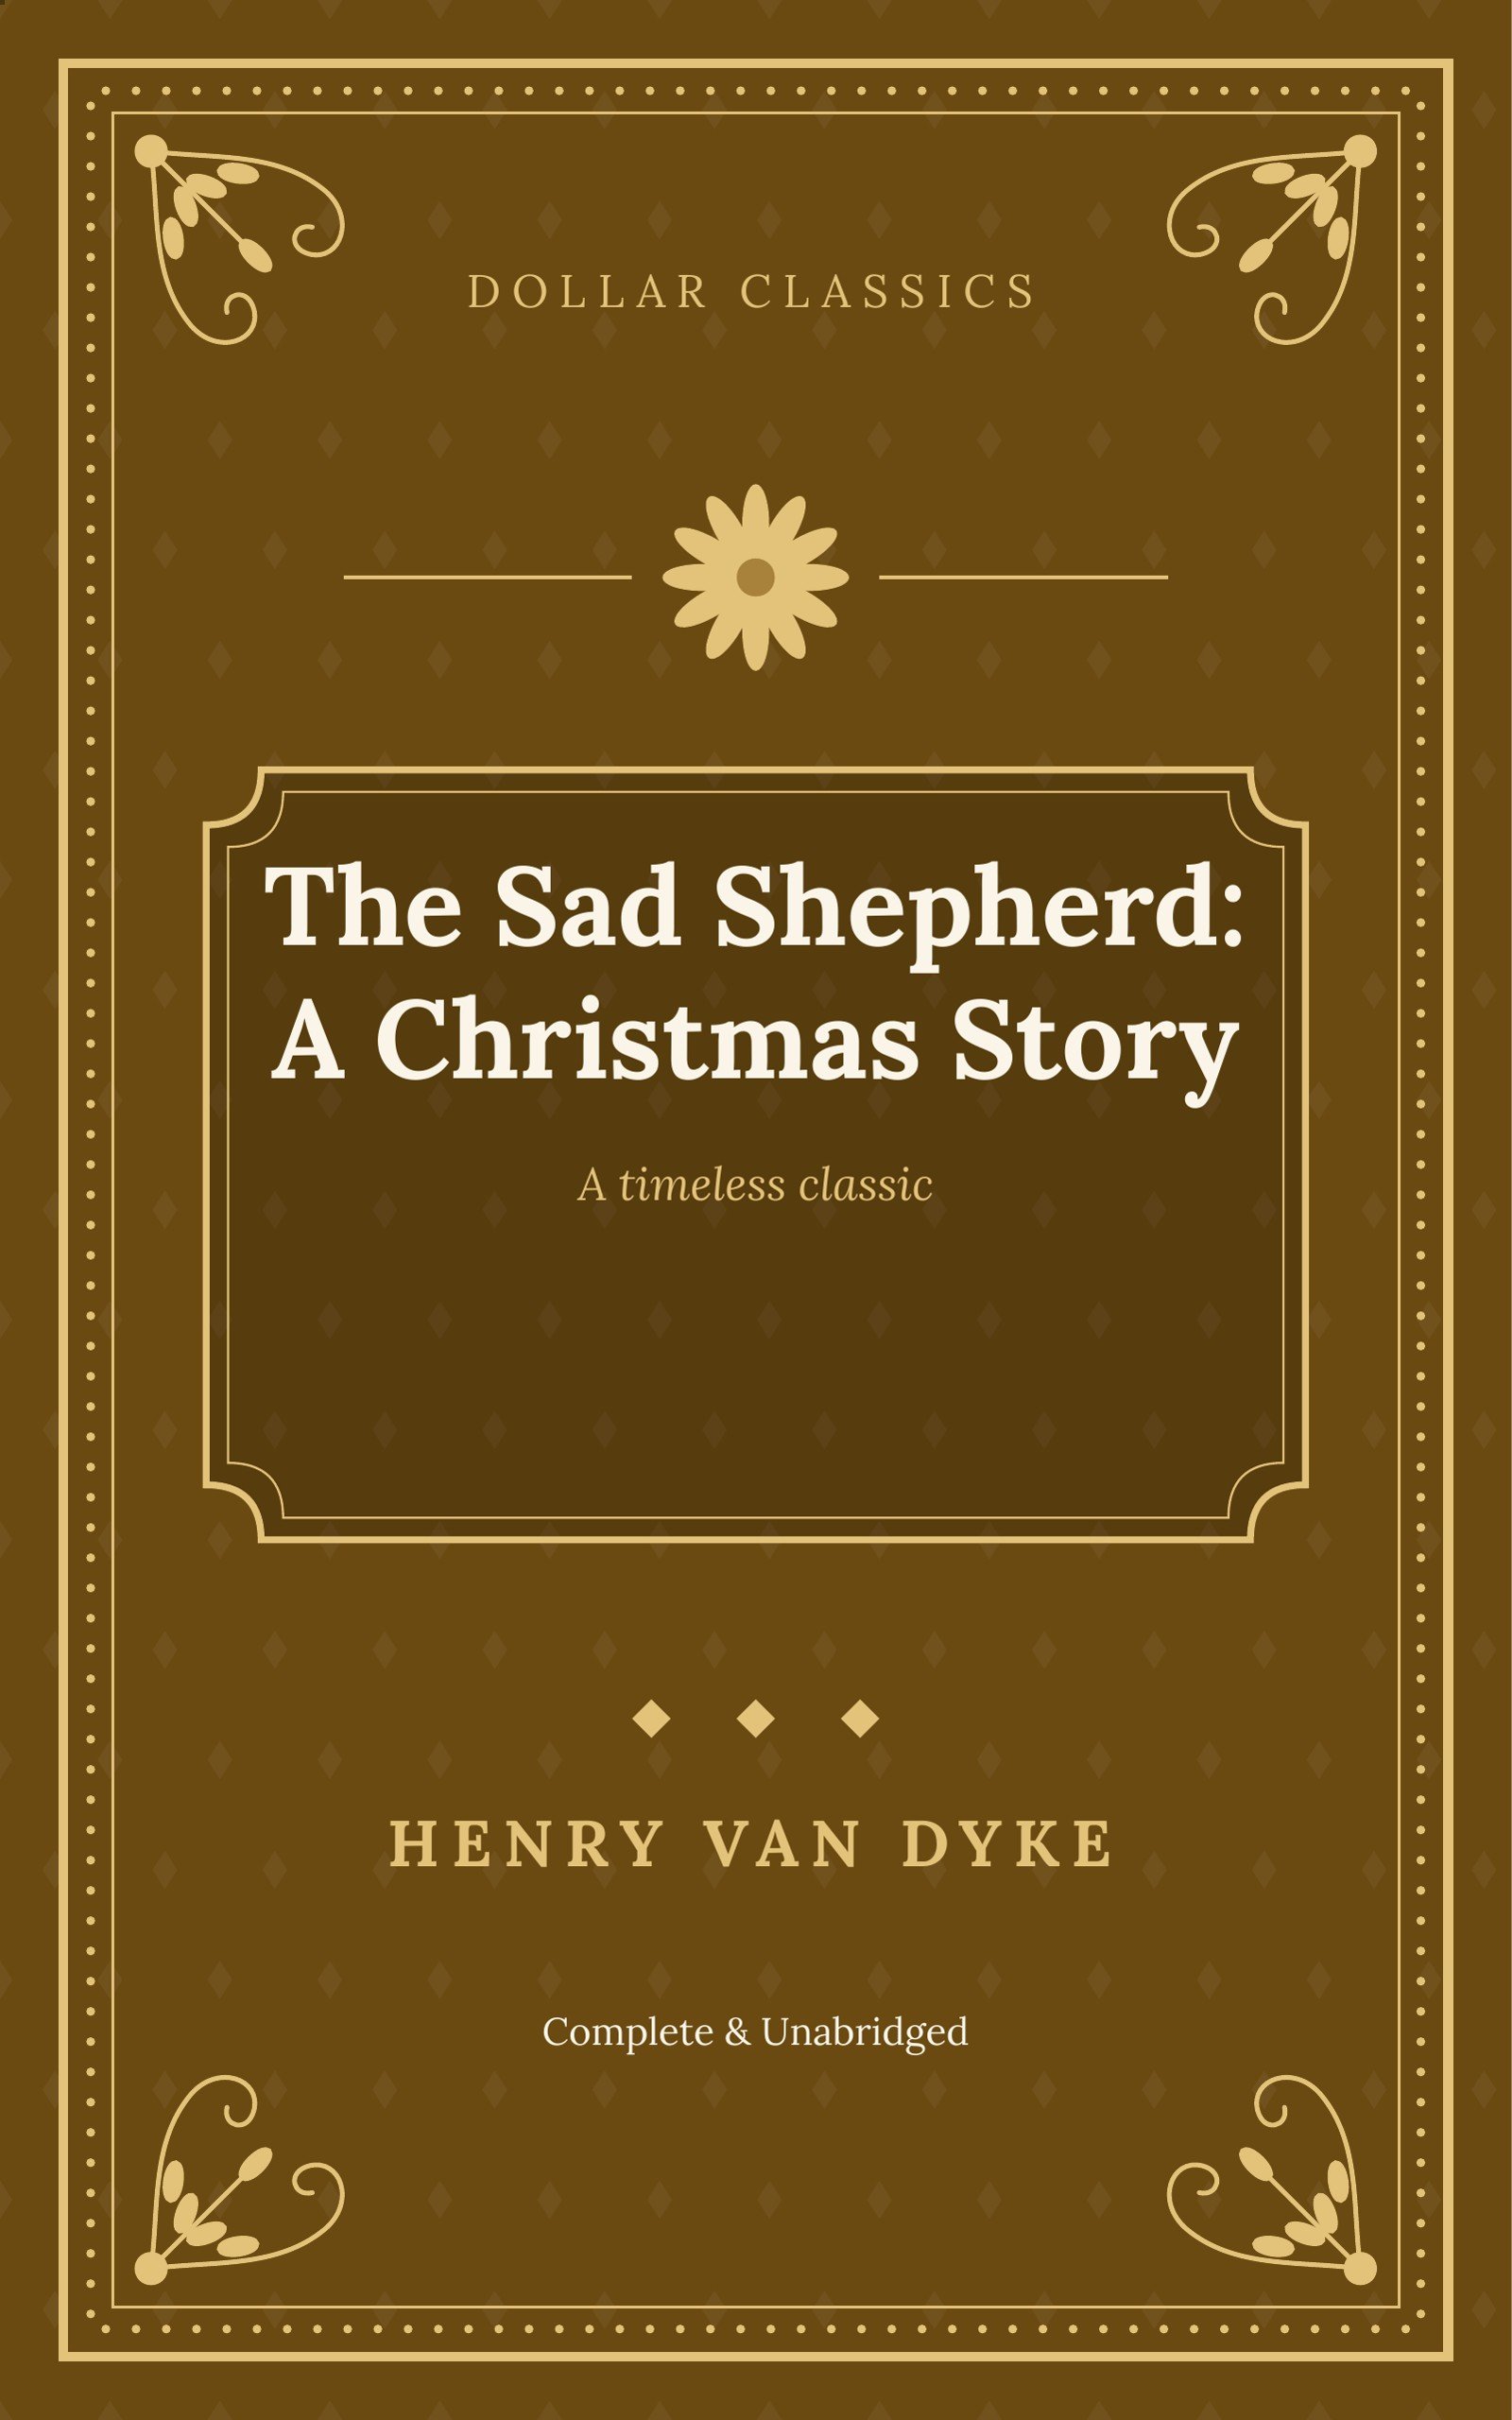 DOLLAR CLASSICS
The Sad Shepherd:
A Christmas Story
A timeless classic
HENRY VAN DYKE
Complete & Unabridged